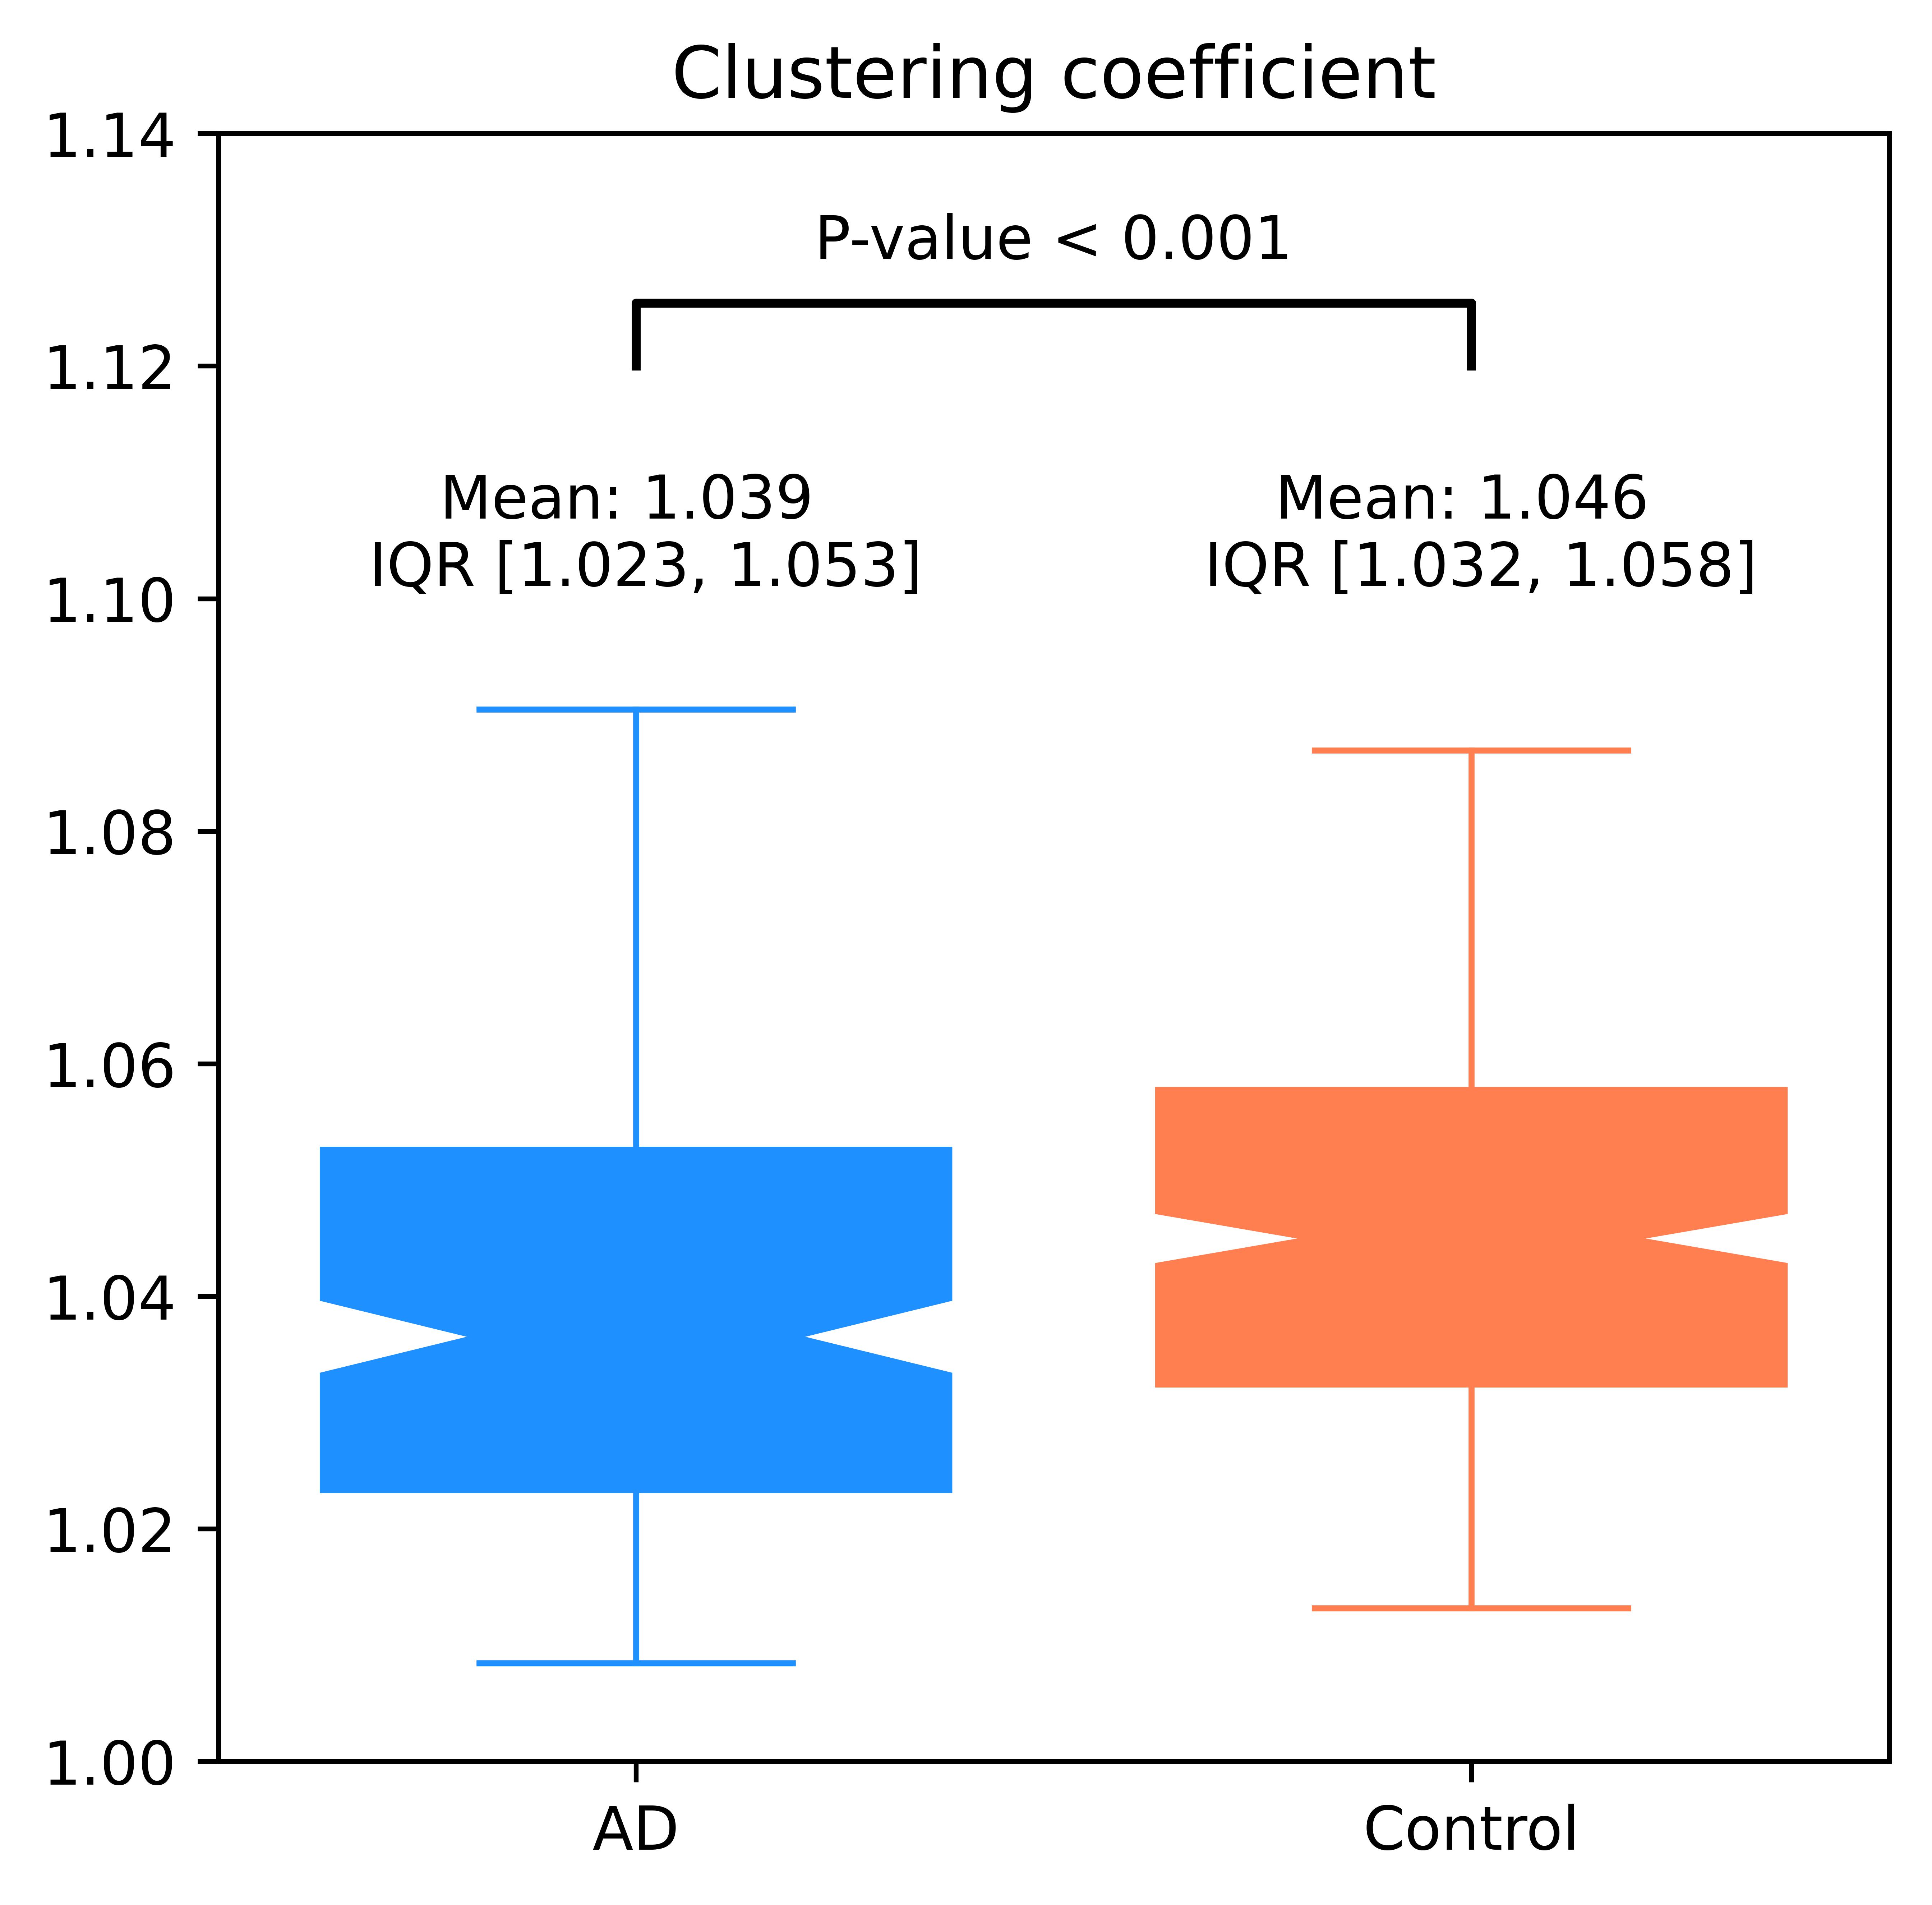 Clustering coefficient
1.14
P-value < 0.001
1.12
Mean: 1.039
IQR [1.023, 1.053]
Mean: 1.046
IQR [1.032, 1.058]
1.10
1.08
1.06
1.04
1.02
1.00
AD
Control